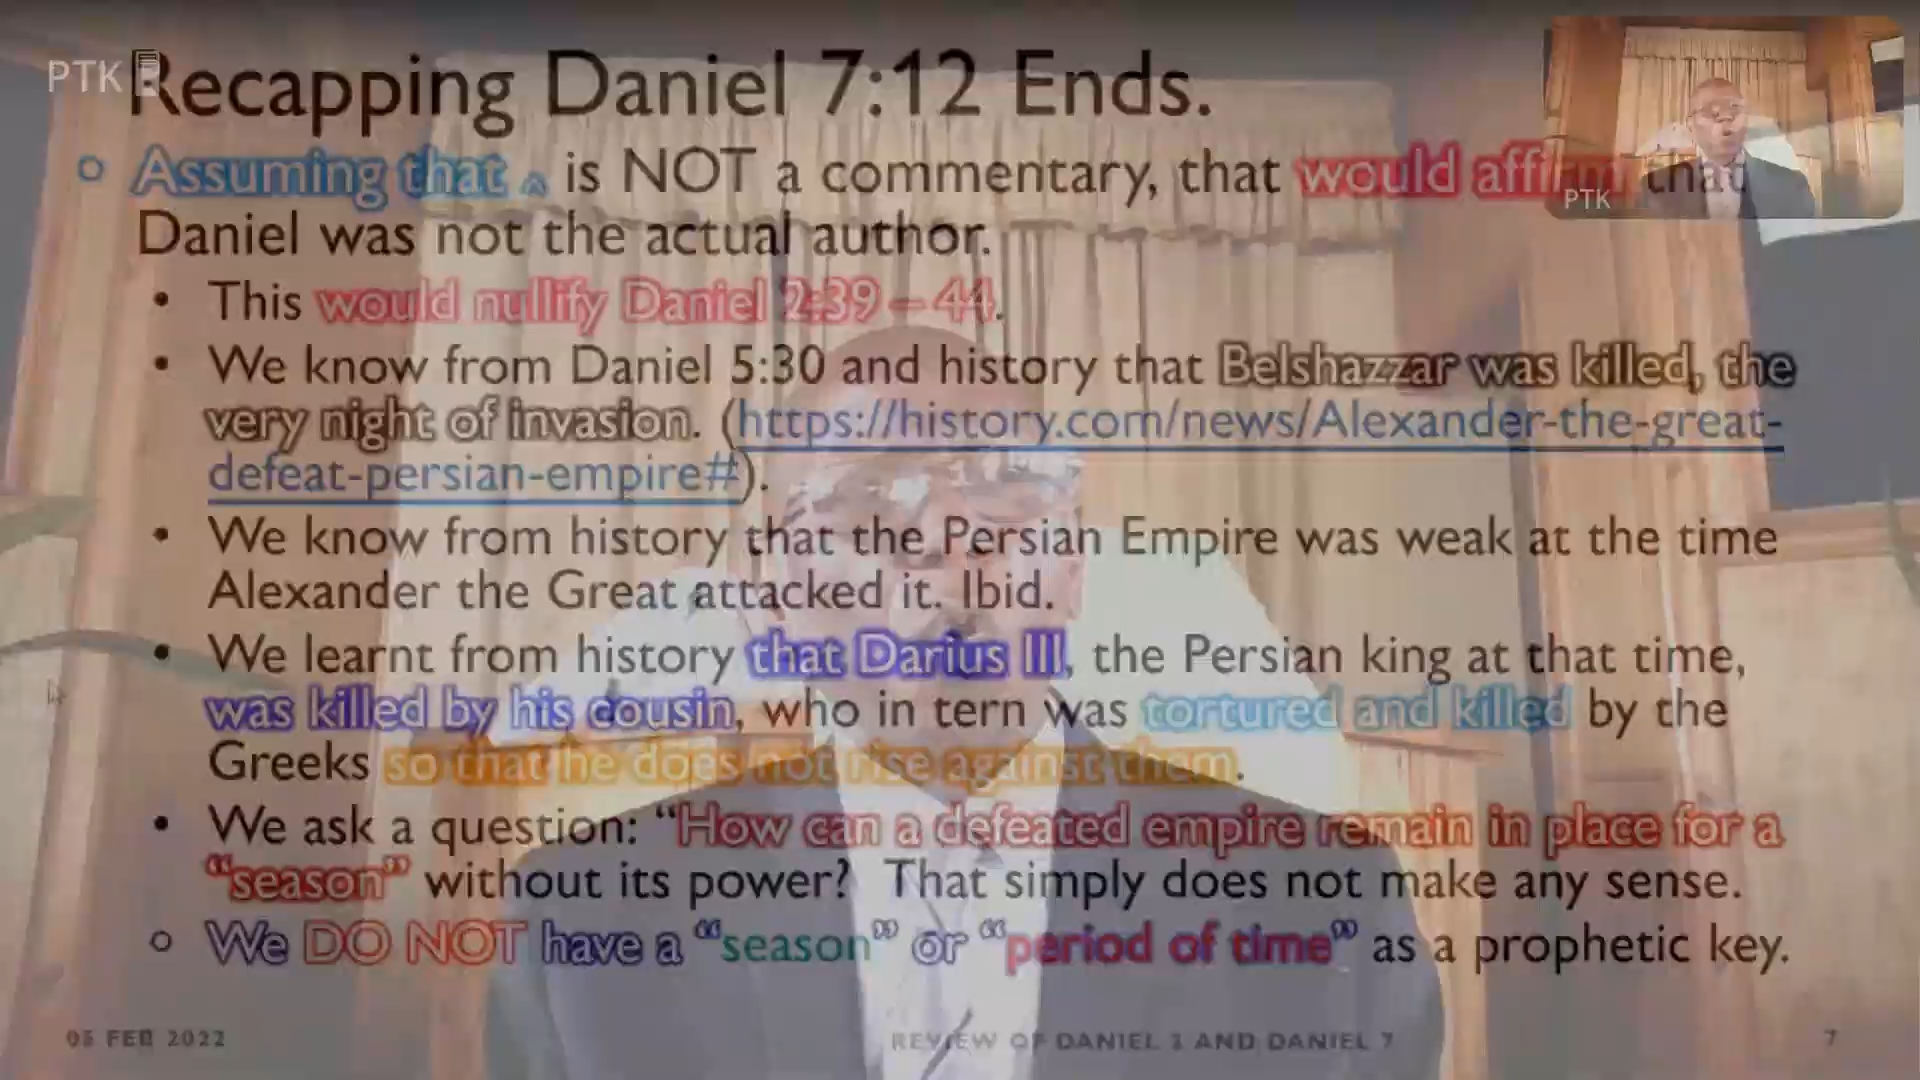 PTK
Recapping Daniel 7:12 Ends.
Assuming that ^ is NOT a commentary, that would affirm that
PTK
Daniel was not the actual author.
• This would nullify Daniel 2:39 – 44.
• We know from Daniel 5:30 and history that Belshazzar was killed, the
very night of invasion. (https://history.com/news/Alexander-the-great-
defeat-persian-empire#).
• We know from history that the Persian Empire was weak at the time
Alexander the Great attacked it. Ibid.
• We learnt from history that Darius III, the Persian king at that time,
was killed by his cousin, who in tern was tortured and killed by the
Greeks so that he does not rise against them.
• We ask a question: “How can a defeated empire remain in place for a
“season” without its power? That simply does not make any sense.
We DO NOT have a “season” or “period of time” as a prophetic key.
05 FEB 2022
REVIEW OF DANIEL 2 AND DANIEL 7
7